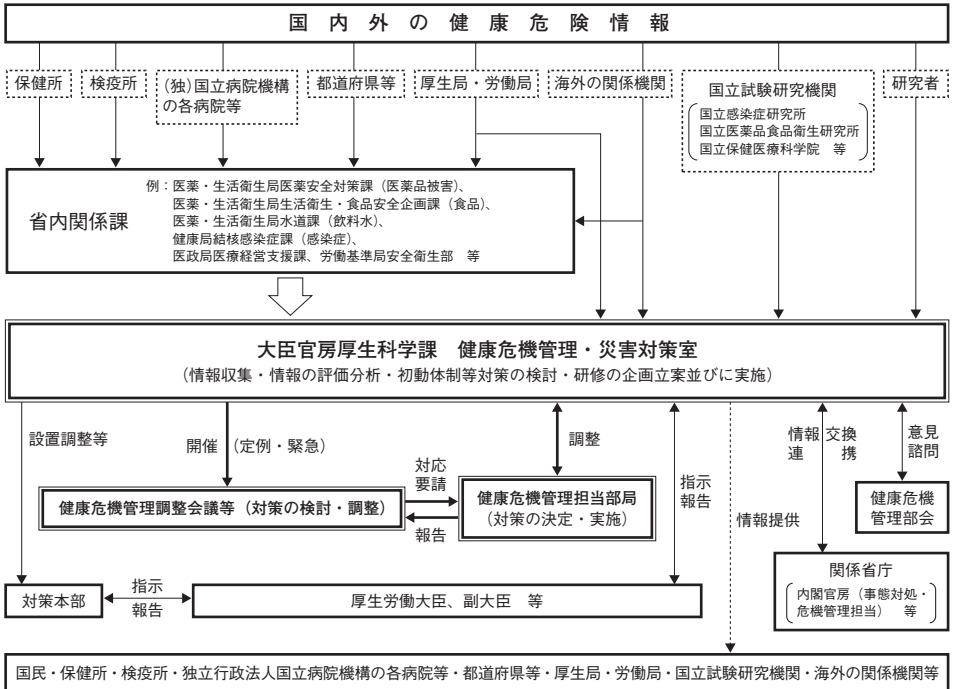 国内外の健康危険情報
保健所
検疫所
(独)国立病院機構
の各病院等
都道府県等
厚生局・労働局
海外の関係機関
国立試験研究機関
国立感染症研究所
国立医薬品食品衛生研究所
国立保健医療科学院　等
研究者
省内関係課
例：医薬・生活衛生局医薬安全対策課（医薬品被害）、
医薬・生活衛生局生活衛生・食品安全企画課（食品）、
医薬・生活衛生局水道課（飲料水）、
健康局結核感染症課（感染症）、
医政局医療経営支援課、労働基準局安全衛生部　等
大臣官房厚生科学課　健康危機管理・災害対策室
（情報収集・情報の評価分析・初動体制等対策の検討・研修の企画立案並びに実施）
設置調整等
開催
（定例・緊急）
対応
要請
調整
指示
報告
情報提供
情報 交換
連 携
意見
諮問
健康危機管理調整会議等（対策の検討・調整）
報告
健康危機管理担当部局
（対策の決定・実施）
健康危機
管理部会
対策本部
指示
報告
厚生労働大臣、副大臣　等
関係省庁
内閣官房（事態対処・
危機管理担当）　等
国民・保健所・検疫所・独立行政法人国立病院機構の各病院等・都道府県等・厚生局・労働局・国立試験研究機関・海外の関係機関等